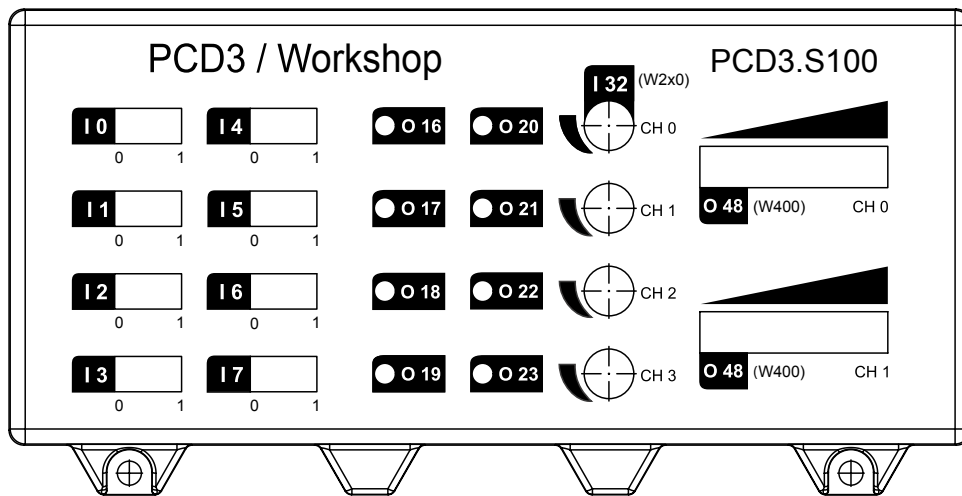 PCD3 / Workshop
PCD3.S100
I 32 (W2x0)
I 0 I 4 O 16 O 20 CH 0
0 1 0 1
I 1 I 5 O 17 O 21 CH 1 O 48 (W400) CH 0
0 1 0 1
I 2 I 6 O 18 O 22 CH 2
0 1 0 1
I 3 I 7 O 19 O 23 CH 3 O 48 (W400) CH 1
0 1 0 1